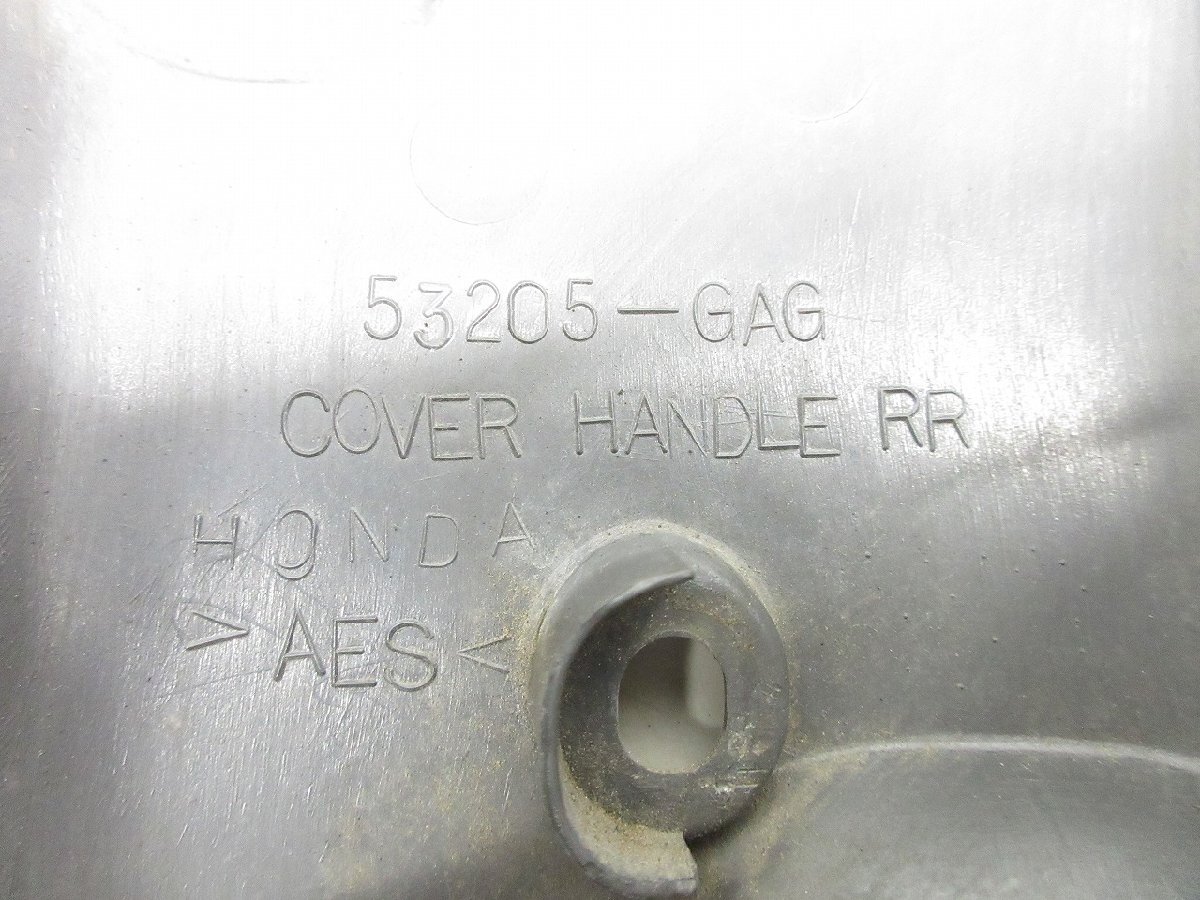 53205-GAG
COVER HANDLE RR
HONDA
>AES<